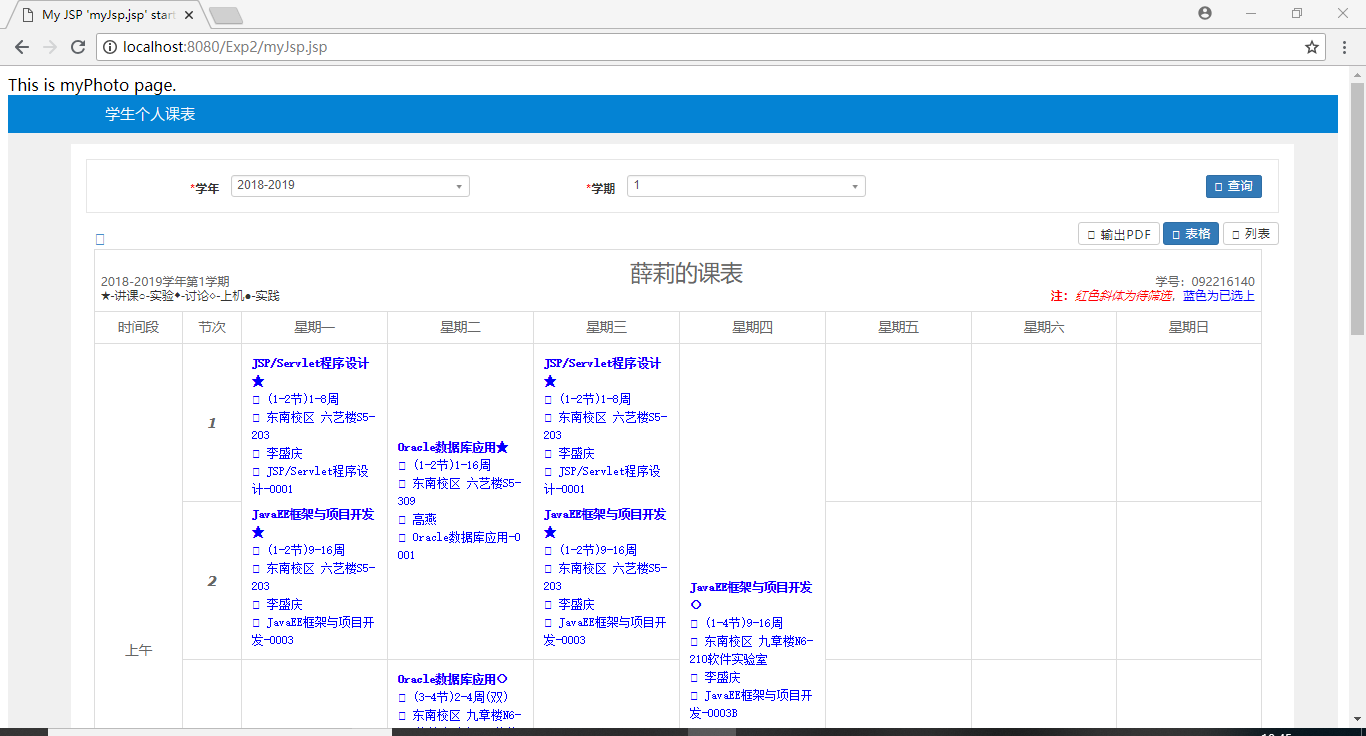 My JSP 'myJsp.jsp' start
localhost:8080/Exp2/myJsp.jsp
This is myPhoto page.
学生个人课表
*学年 2018-2019 *学期 1 查询
输出PDF 表格 列表
薛莉的课表
2018-2019学年第1学期 学号：092216140
★-讲课○-实验◆-讨论◇-上机●-实践 注：红色斜体为待筛选，蓝色为已选上
时间段 节次 星期一 星期二 星期三 星期四 星期五 星期六 星期日
上午
1
2
JSP/Servlet程序设计
★
(1-2节)1-8周
东南校区 六艺楼S5-
203
李盛庆
JSP/Servlet程序设
计-0001
JavaEE框架与项目开发
★
(1-2节)9-16周
东南校区 六艺楼S5-
203
李盛庆
JavaEE框架与项目开
发-0003
Oracle数据库应用★
(1-2节)1-16周
东南校区 六艺楼S5-
309
高燕
Oracle数据库应用-0
001
Oracle数据库应用○
(3-4节)2-4周(双)
东南校区 九章楼N6-
JSP/Servlet程序设计
★
(1-2节)1-8周
东南校区 六艺楼S5-
203
李盛庆
JSP/Servlet程序设
计-0001
JavaEE框架与项目开发
★
(1-2节)9-16周
东南校区 六艺楼S5-
203
李盛庆
JavaEE框架与项目开
发-0003
JavaEE框架与项目开发
○
(1-4节)9-16周
东南校区 九章楼N6-
210软件实验室
李盛庆
JavaEE框架与项目开
发-0003B